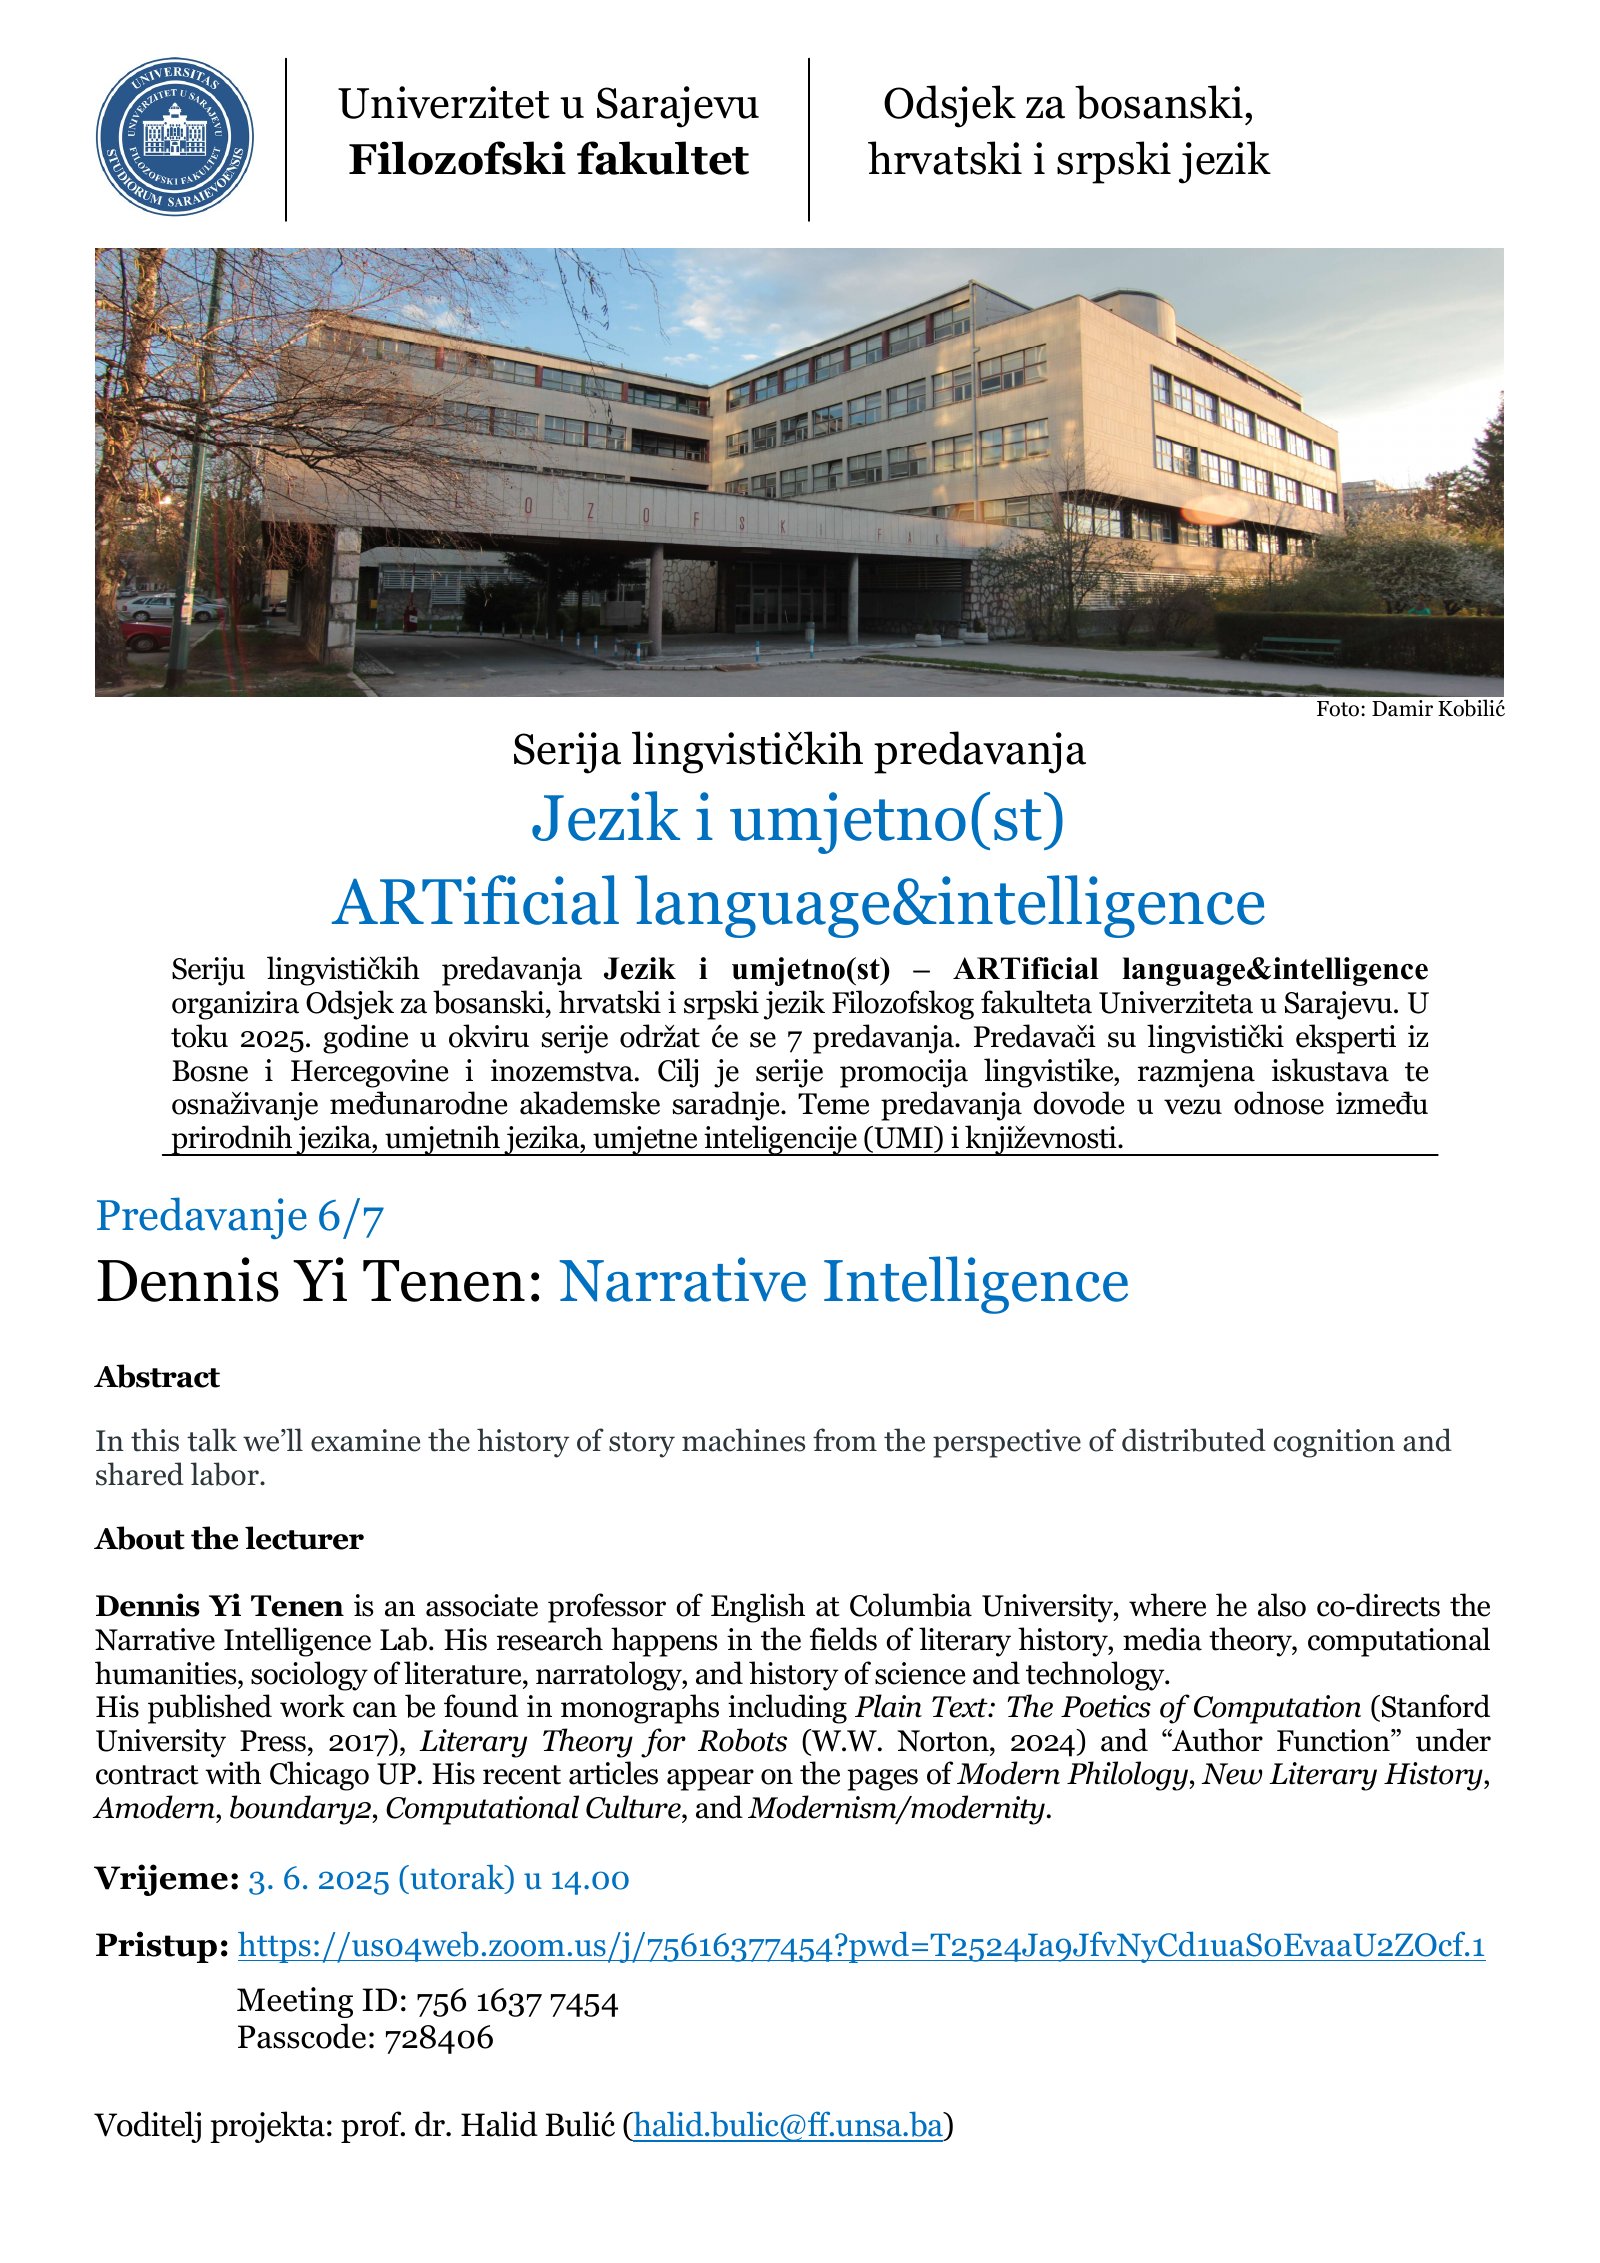 UNIVERSITAS
STUDIORUM SARAIEVOENSIS
UNIVERZITET U SARAJEVU
FILOZOFSKI FAKULTET
Univerzitet u Sarajevu
Filozofski fakultet
Odsjek za bosanski,
hrvatski i srpski jezik
O Z O F S K I F A K
Foto: Damir Kobilić
Serija lingvističkih predavanja
Jezik i umjetno(st)
ARTificial language&intelligence
Seriju lingvističkih predavanja Jezik i umjetno(st) – ARTificial language&intelligence
organizira Odsjek za bosanski, hrvatski i srpski jezik Filozofskog fakulteta Univerziteta u Sarajevu. U
toku 2025. godine u okviru serije održat će se 7 predavanja. Predavači su lingvistički eksperti iz
Bosne i Hercegovine i inozemstva. Cilj je serije promocija lingvistike, razmjena iskustava te
osnaživanje međunarodne akademske saradnje. Teme predavanja dovode u vezu odnose između
prirodnih jezika, umjetnih jezika, umjetne inteligencije (UMI) i književnosti.
Predavanje 6/7
Dennis Yi Tenen: Narrative Intelligence
Abstract
In this talk we’ll examine the history of story machines from the perspective of distributed cognition and
shared labor.
About the lecturer
Dennis Yi Tenen is an associate professor of English at Columbia University, where he also co-directs the
Narrative Intelligence Lab. His research happens in the fields of literary history, media theory, computational
humanities, sociology of literature, narratology, and history of science and technology.
His published work can be found in monographs including Plain Text: The Poetics of Computation (Stanford
University Press, 2017), Literary Theory for Robots (W.W. Norton, 2024) and “Author Function” under
contract with Chicago UP. His recent articles appear on the pages of Modern Philology, New Literary History,
Amodern, boundary2, Computational Culture, and Modernism/modernity.
Vrijeme: 3. 6. 2025 (utorak) u 14.00
Pristup: https://us04web.zoom.us/j/75616377454?pwd=T2524Ja9JfvNyCd1uaS0EvaaU2ZOcf.1
Meeting ID: 756 1637 7454
Passcode: 728406
Voditelj projekta: prof. dr. Halid Bulić (halid.bulic@ff.unsa.ba)